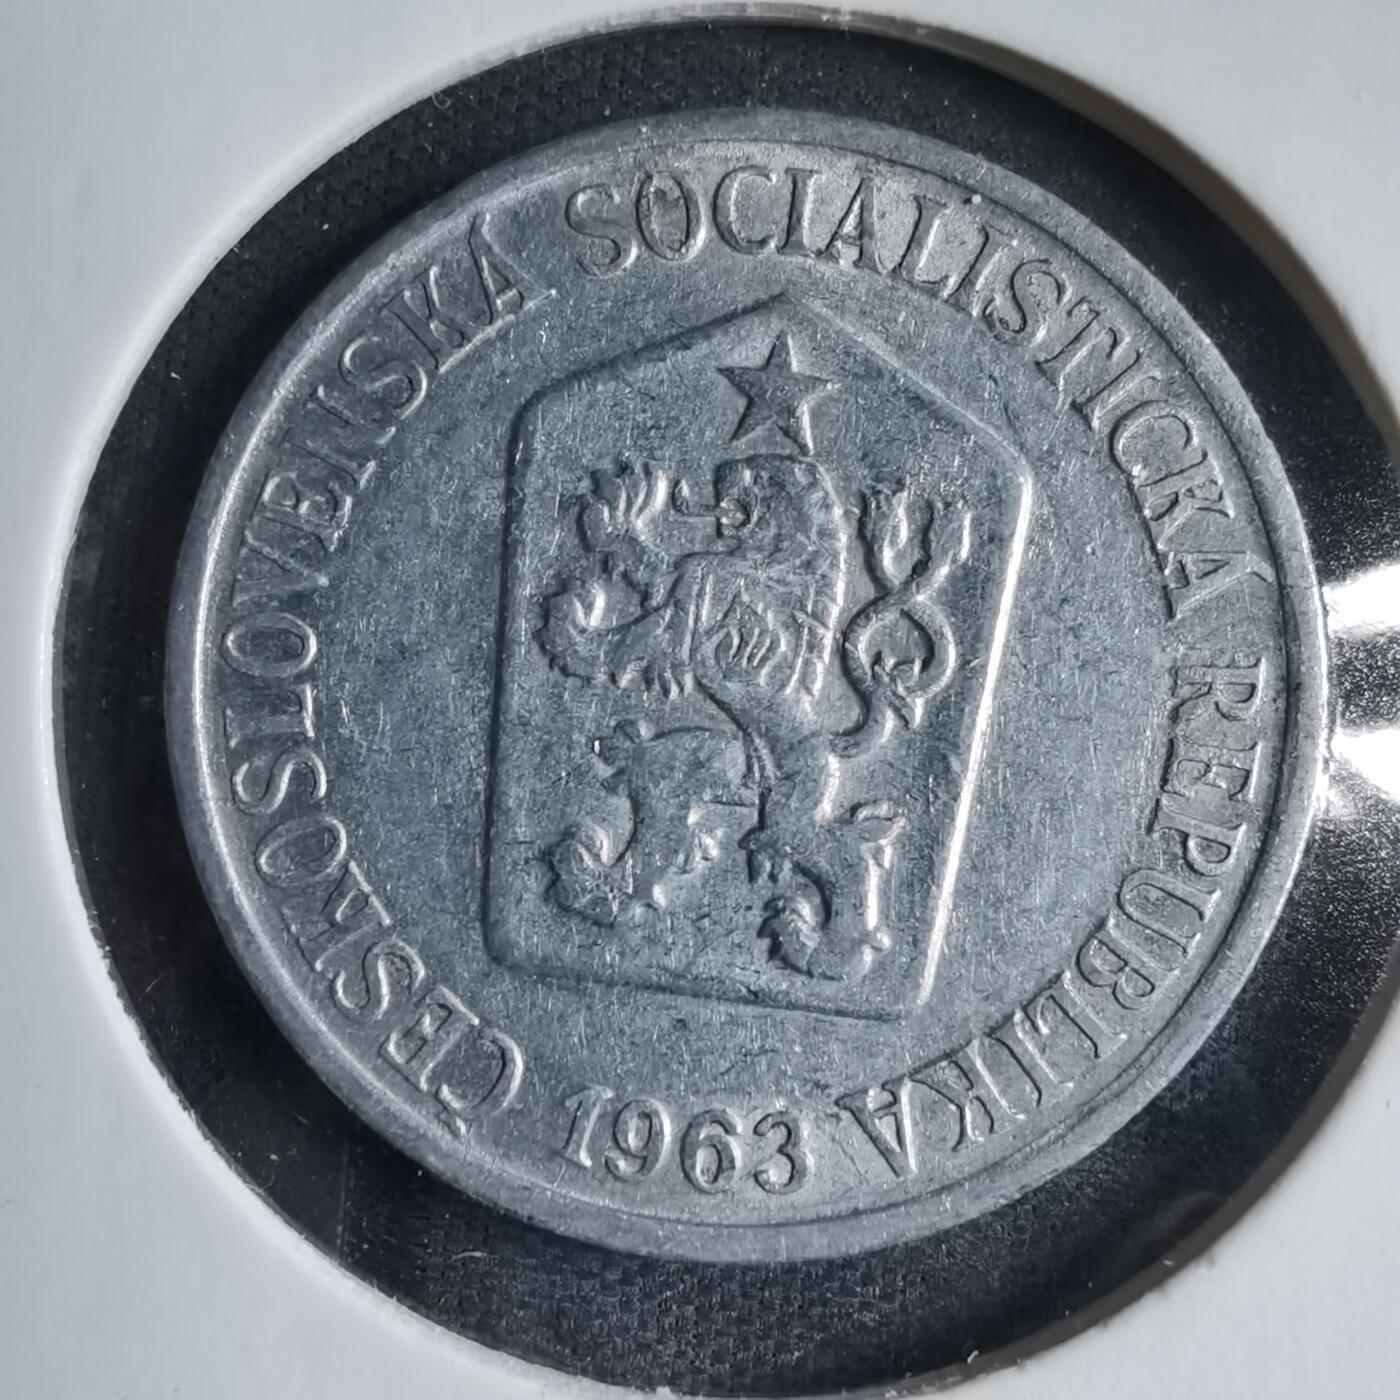 ČESKOSLOVENSKÁ SOCIALISTICKÁ REPUBLIKA
1963